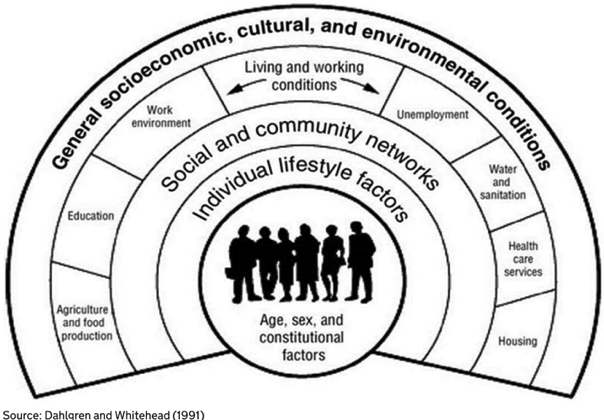 General socioeconomic, cultural, and environmental conditions
Living and working
conditions
Work
environment
Unemployment
Education
Water
and
sanitation
Agriculture
and food
production
Health
care
services
Housing
Social and community networks
Individual lifestyle factors
Age, sex, and
constitutional
factors
Source: Dahlgren and Whitehead (1991)